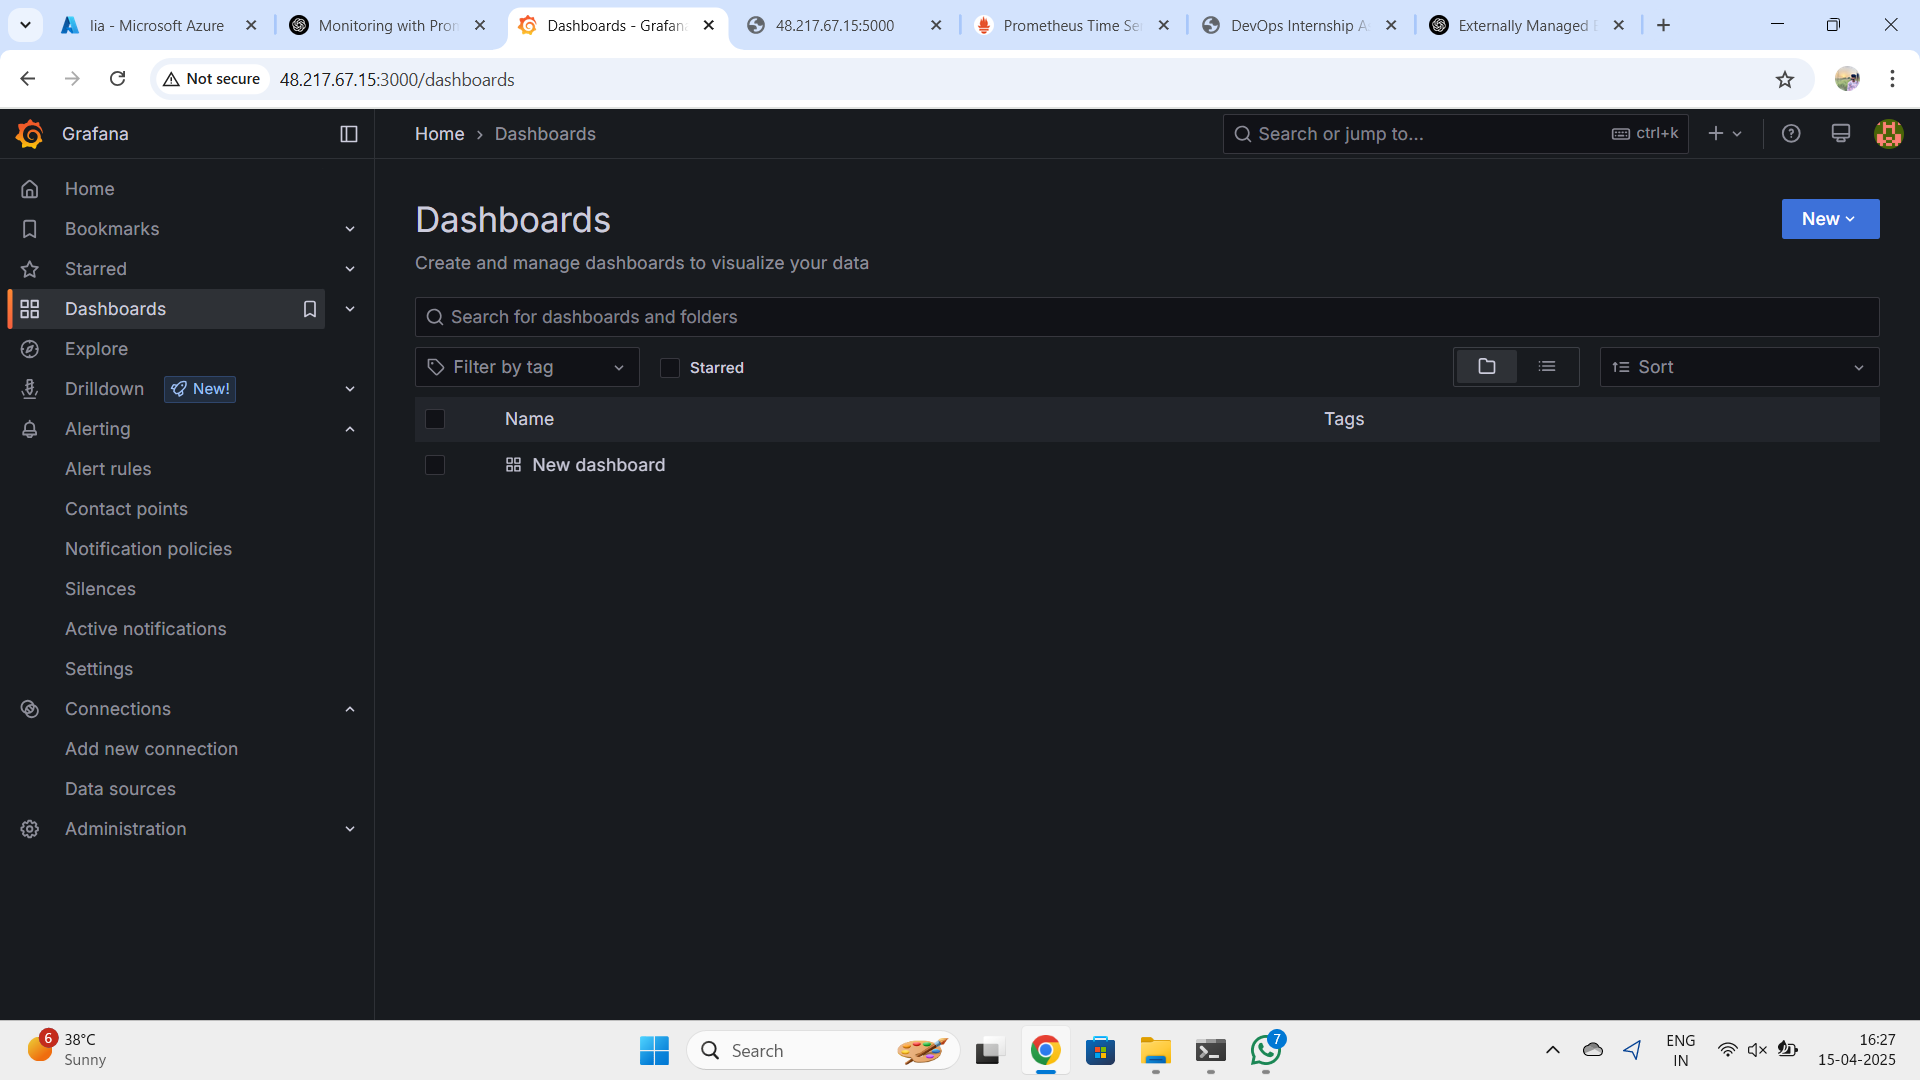 lia - Microsoft Azure
Monitoring with Pron
Dashboards - Grafana
48.217.67.15:5000
Prometheus Time Ser
DevOps Internship A
Externally Managed
Not secure
48.217.67.15:3000/dashboards
Grafana
Home › Dashboards
Search or jump to...
ctrl+k
Home
Bookmarks
Starred
Dashboards
Explore
Drilldown
New!
Alerting
Alert rules
Contact points
Notification policies
Silences
Active notifications
Settings
Connections
Add new connection
Data sources
Administration
Dashboards
New
Create and manage dashboards to visualize your data
Search for dashboards and folders
Filter by tag
Starred
Sort
Name
Tags
New dashboard
6
38°C
Sunny
Search
7
ENG
IN
16:27
15-04-2025